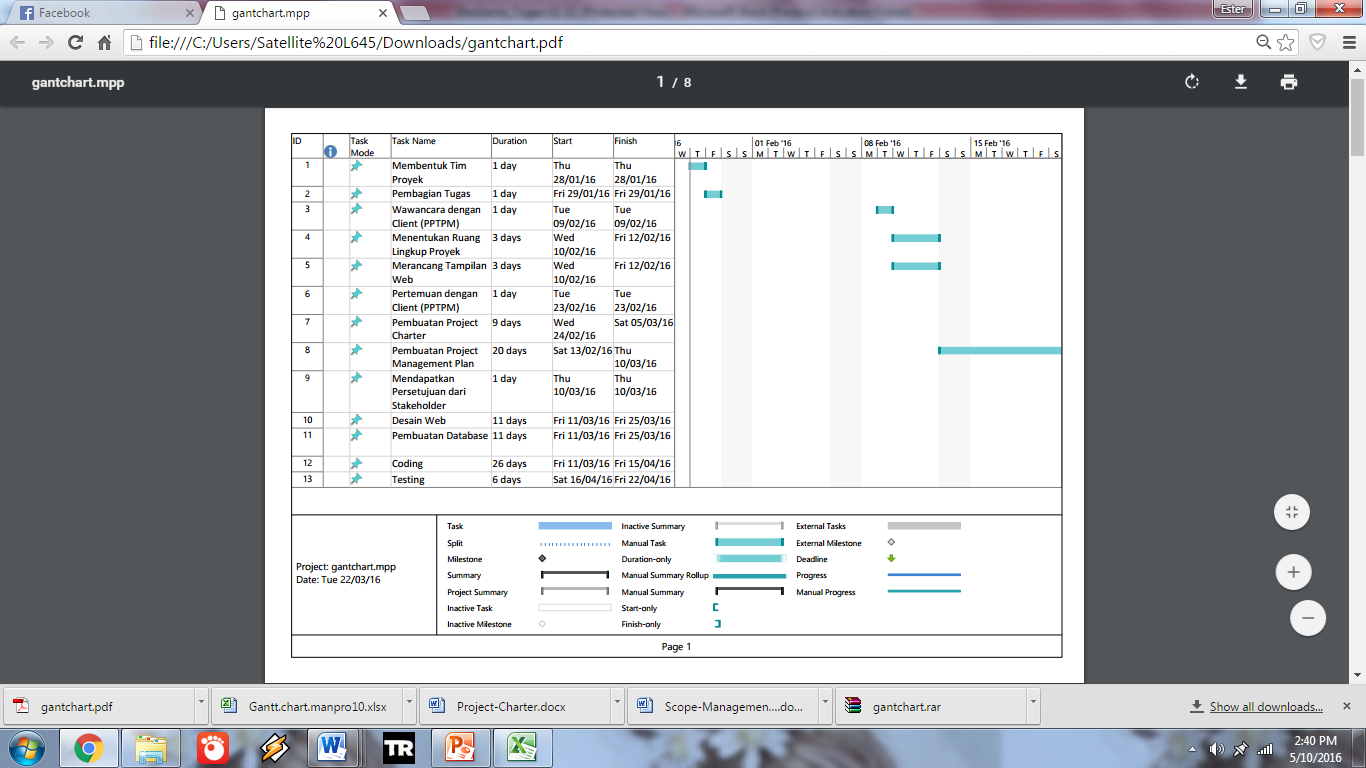 Facebook
gantchart.mpp
Ester
file:///C:/Users/Satellite%20L645/Downloads/gantchart.pdf
gantchart.mpp
1 / 8
ID Task Mode Task Name Duration Start Finish
16 01 Feb '16 08 Feb '16 15 Feb '16
W T F S S M T W T F S S M T W T F S S M T W T F S
1 Membentuk Tim Proyek 1 day Thu 28/01/16 Thu 28/01/16
2 Pembagian Tugas 1 day Fri 29/01/16 Fri 29/01/16
3 Wawancara dengan Client (PPTPM) 1 day Tue 09/02/16 Tue 09/02/16
4 Menentukan Ruang Lingkup Proyek 3 days Wed 10/02/16 Fri 12/02/16
5 Merancang Tampilan Web 3 days Wed 10/02/16 Fri 12/02/16
6 Pertemuan dengan Client (PPTPM) 1 day Tue 23/02/16 Tue 23/02/16
7 Pembuatan Project Charter 9 days Wed 24/02/16 Sat 05/03/16
8 Pembuatan Project Management Plan 20 days Sat 13/02/16 Thu 10/03/16
9 Mendapatkan Persetujuan dari Stakeholder 1 day Thu 10/03/16 Thu 10/03/16
10 Desain Web 11 days Fri 11/03/16 Fri 25/03/16
11 Pembuatan Database 11 days Fri 11/03/16 Fri 25/03/16
12 Coding 26 days Fri 11/03/16 Fri 15/04/16
13 Testing 6 days Sat 16/04/16 Fri 22/04/16
Project: gantchart.mpp
Date: Tue 22/03/16
Task Inactive Summary External Tasks
Split Manual Task External Milestone
Milestone Duration-only Deadline
Summary Manual Summary Rollup Progress
Project Summary Manual Summary Manual Progress
Inactive Task Start-only
Inactive Milestone Finish-only
Page 1
gantchart.pdf
Gantt.chart.manpro10.xlsx
Project-Charter.docx
Scope-Managemen....do...
gantchart.rar
Show all downloads...
TR
2:40 PM
5/10/2016